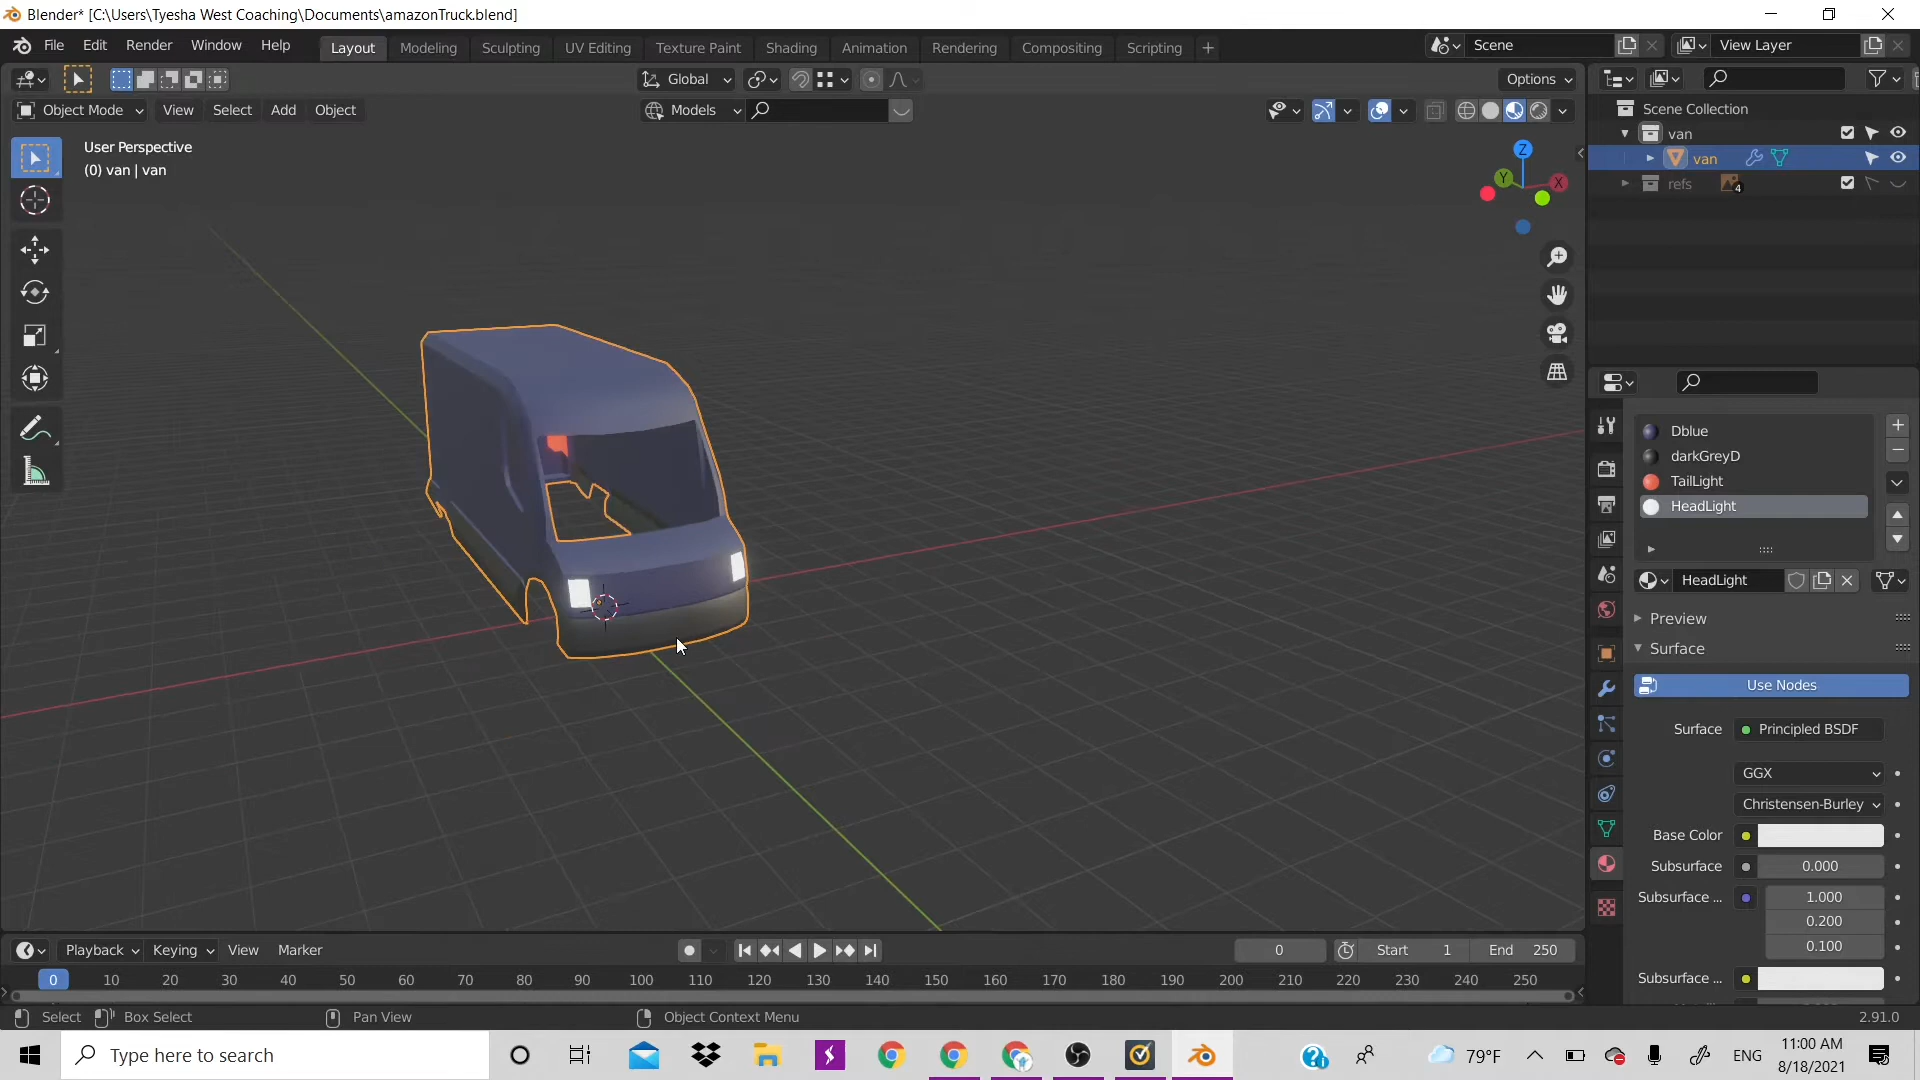 Blender* [C:\Users\Tyesha West Coaching\Documents\amazonTruck.blend]
File Edit Render Window Help Layout Modeling Sculpting UV Editing Texture Paint Shading Animation Rendering Compositing Scripting + Scene View Layer
Global Options
Object Mode View Select Add Object Models
User Perspective
(0) van | van
Z
Y X
Scene Collection
van
van
refs 4
Dblue
darkGreyD
TailLight
HeadLight
HeadLight
Preview
Surface
Use Nodes
Surface Principled BSDF
GGX
Christensen-Burley
Base Color
Subsurface 0.000
Subsurface ... 1.000
0.200
0.100
Subsurface ...
Playback Keying View Marker 0 Start 1 End 250
0 10 20 30 40 50 60 70 80 90 100 110 120 130 140 150 160 170 180 190 200 210 220 230 240 250
Select Box Select Pan View Object Context Menu 2.91.0
Type here to search 79°F ENG 11:00 AM
8/18/2021